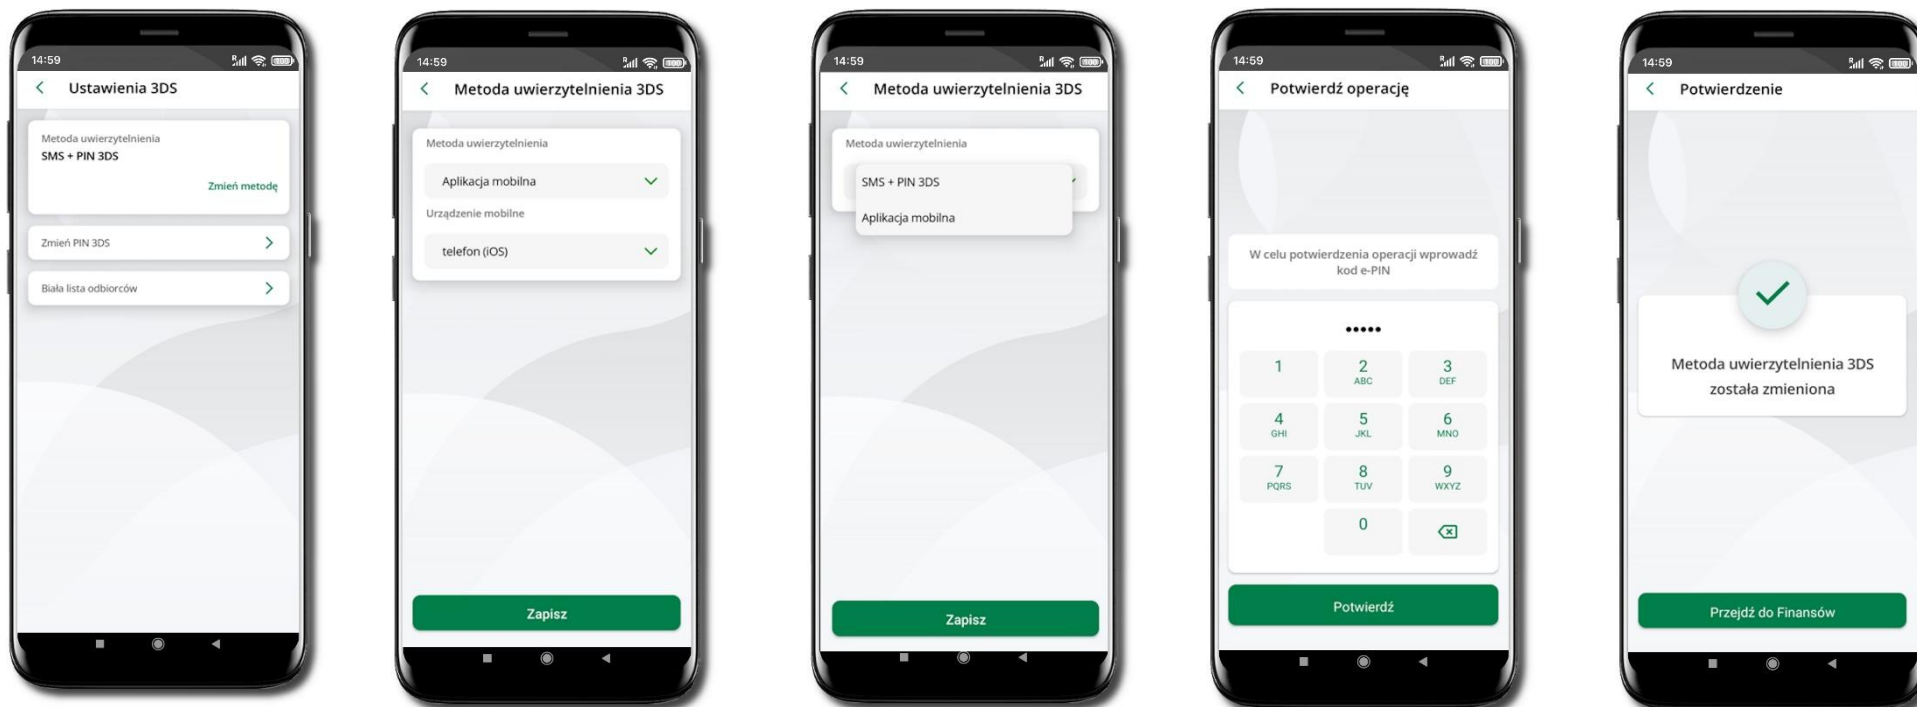 14:59
Ustawienia 3DS
Metoda uwierzytelnienia
SMS + PIN 3DS
Zmień metodę
Zmień PIN 3DS
Biała lista odbiorców
14:59
Metoda uwierzytelnienia 3DS
Metoda uwierzytelnienia
Aplikacja mobilna
Urządzenie mobilne
telefon (iOS)
Zapisz
14:59
Metoda uwierzytelnienia 3DS
Metoda uwierzytelnienia
SMS + PIN 3DS
Aplikacja mobilna
Zapisz
14:59
Potwierdź operację
W celu potwierdzenia operacji wprowadź
kod e-PIN
•••••
1 2 3
ABC DEF
4 5 6
GHI JKL MNO
7 8 9
PQRS TUV WXYZ
0
Potwierdź
14:59
Potwierdzenie
Metoda uwierzytelnienia 3DS
została zmieniona
Przejdź do Finansów